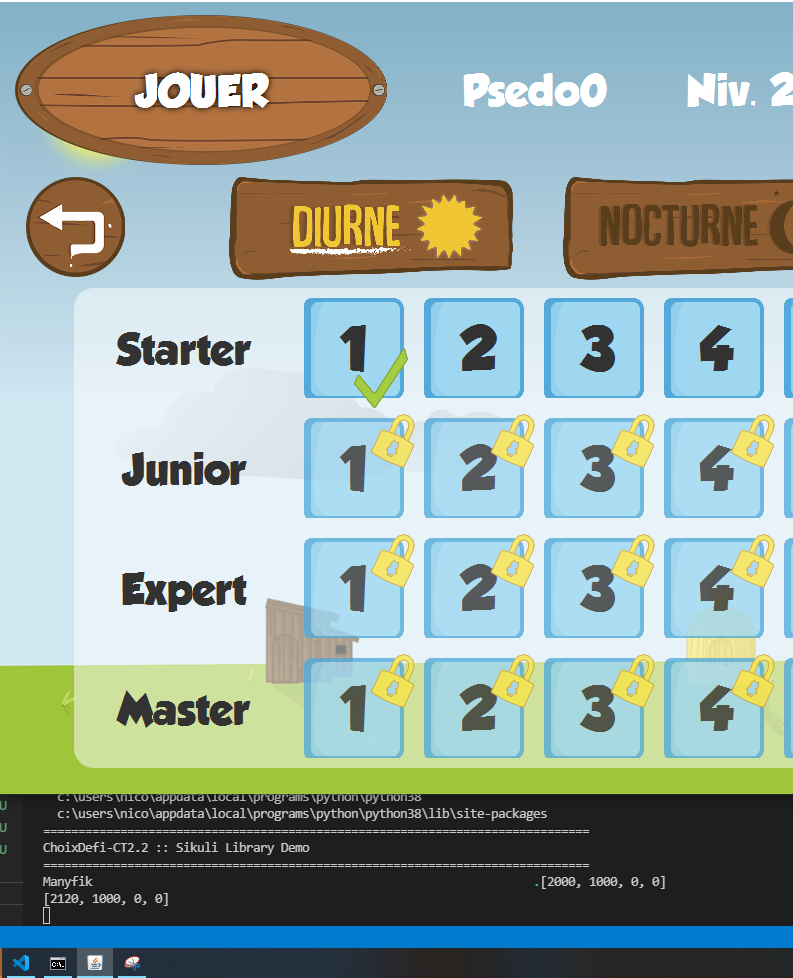 JOUER
Psedo0
Niv. 2
DIURNE
NOCTURNE
Starter 1 2 3 4
Junior 1 2 3 4
Expert 1 2 3 4
Master 1 2 3 4
U c:\users\nico\appdata\local\programs\python\python38
c:\users\nico\appdata\local\programs\python\python38\lib\site-packages
U ==============================================================================
U ChoixDefi-CT2.2 :: Sikuli Library Demo
==============================================================================
Manyfik .[2000, 1000, 0, 0]
[2120, 1000, 0, 0]
C:\.